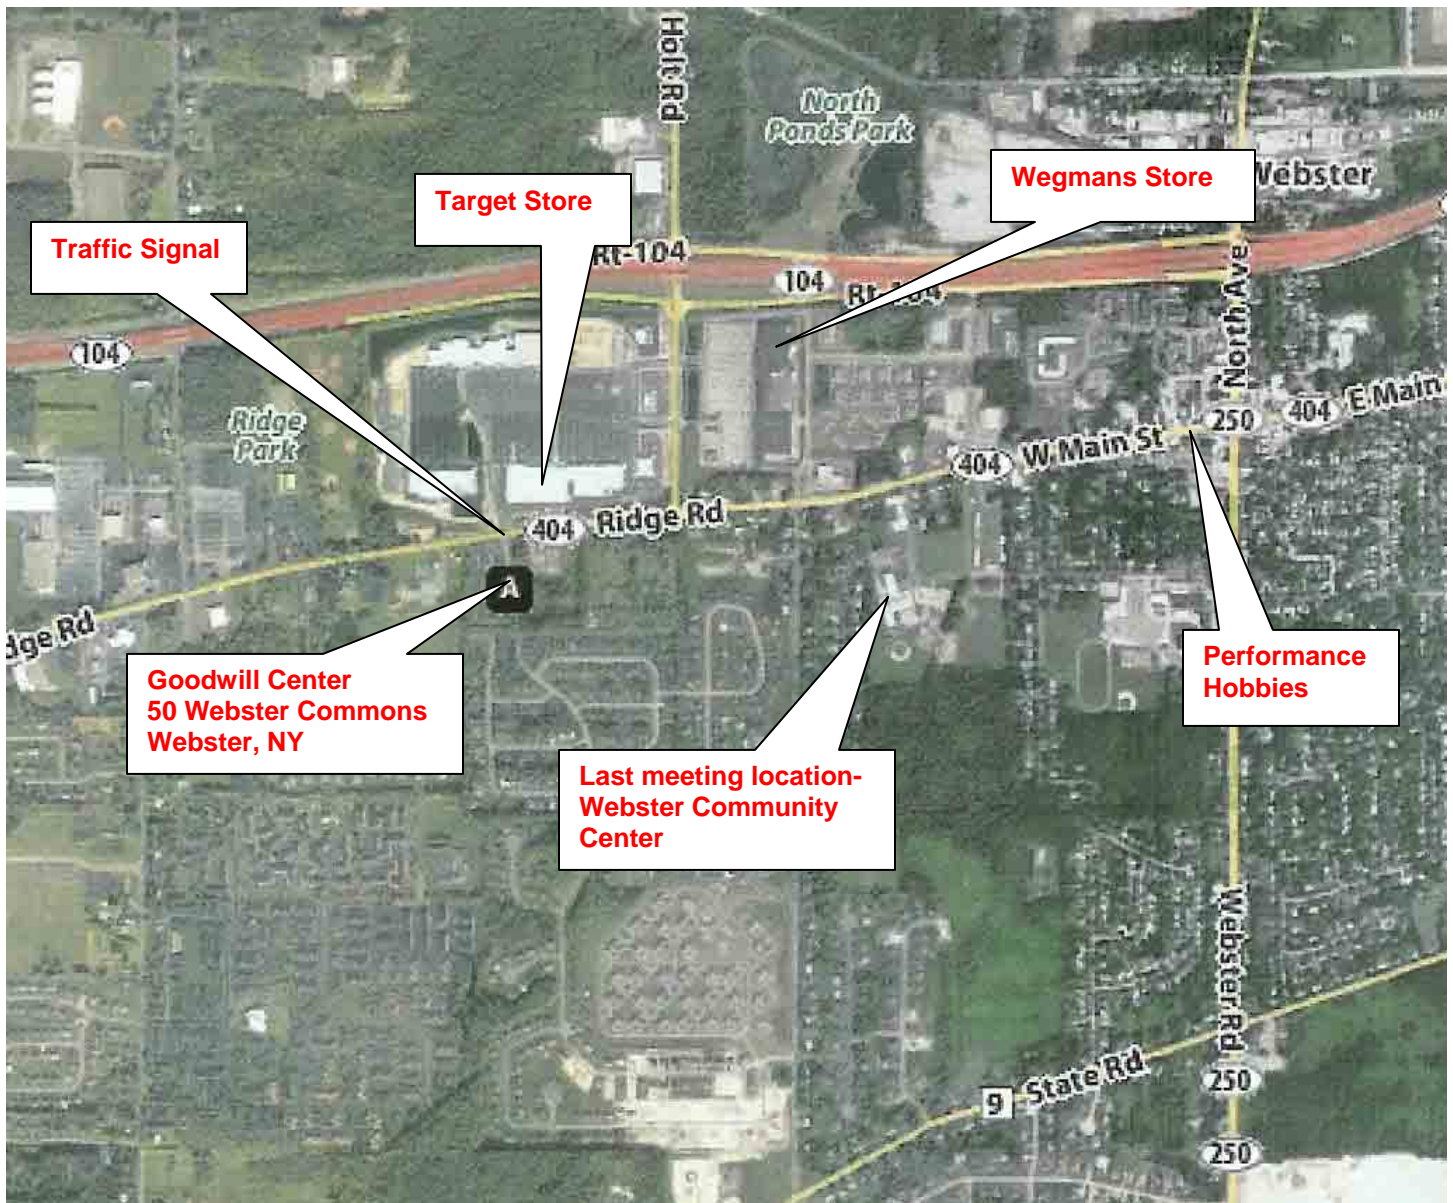 Holt Rd
North
Ponds Park
Wegmans Store
Webster
Target Store
Traffic Signal
Rt-104
104
Rt-104
104
North Ave
Ridge
Park
250
404
E Main
404
W Main St
404
Ridge Rd
A
dge Rd
Goodwill Center
50 Webster Commons
Webster, NY
Performance
Hobbies
Last meeting location-
Webster Community
Center
Webster Rd
9
State Rd
250
250